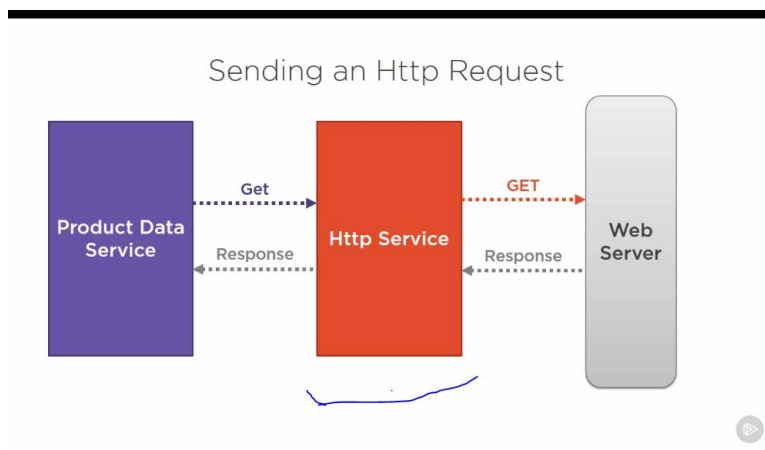 Sending an Http Request
Product Data
Service
Get
Response
Http Service
GET
Response
Web
Server